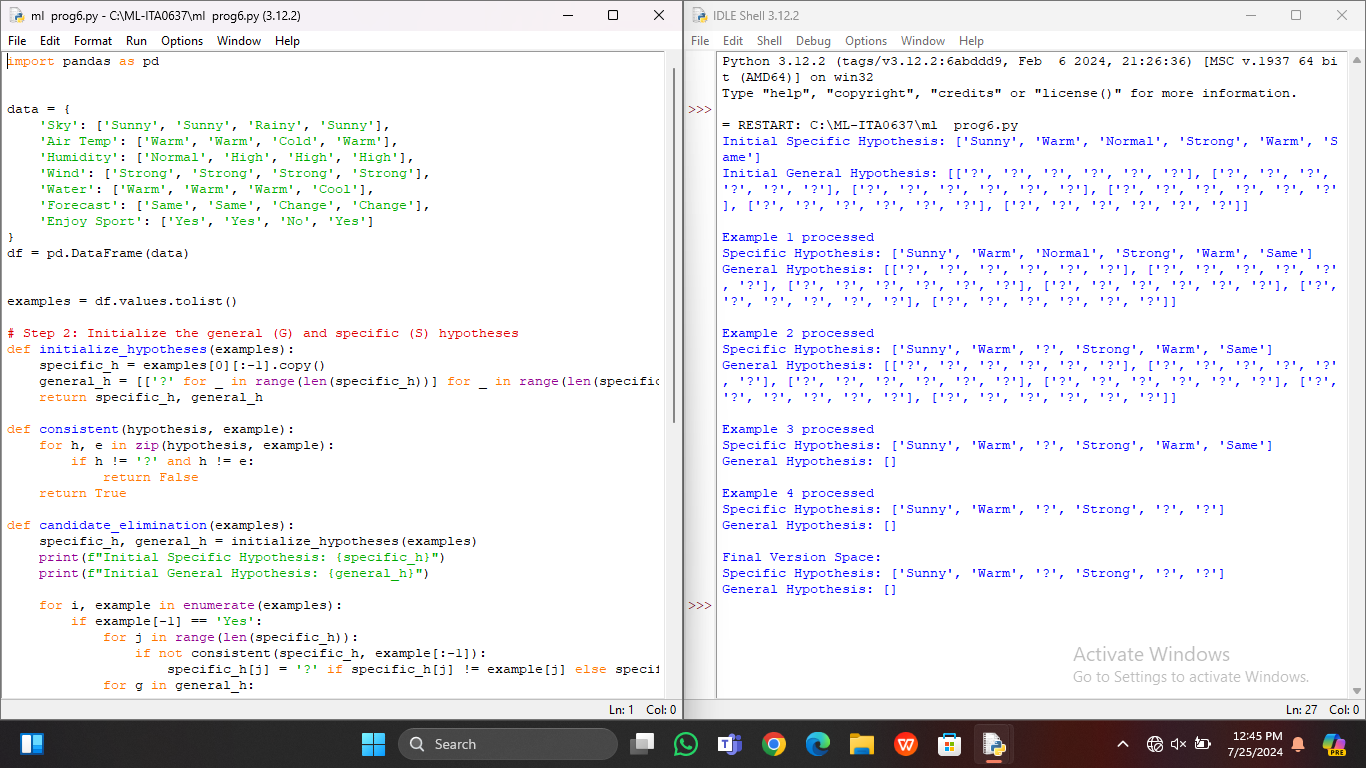 ml  prog6.py - C:\ML-ITA0637\ml  prog6.py (3.12.2)
File Edit Format Run Options Window Help
import pandas as pd
data = {
    'Sky': ['Sunny', 'Sunny', 'Rainy', 'Sunny'],
    'Air Temp': ['Warm', 'Warm', 'Cold', 'Warm'],
    'Humidity': ['Normal', 'High', 'High', 'High'],
    'Wind': ['Strong', 'Strong', 'Strong', 'Strong'],
    'Water': ['Warm', 'Warm', 'Warm', 'Cool'],
    'Forecast': ['Same', 'Same', 'Change', 'Change'],
    'Enjoy Sport': ['Yes', 'Yes', 'No', 'Yes']
}
df = pd.DataFrame(data)
examples = df.values.tolist()
# Step 2: Initialize the general (G) and specific (S) hypotheses
def initialize_hypotheses(examples):
    specific_h = examples[0][:-1].copy()
    general_h = [['?' for _ in range(len(specific_h))] for _ in range(len(specific
    return specific_h, general_h
def consistent(hypothesis, example):
    for h, e in zip(hypothesis, example):
        if h != '?' and h != e:
            return False
    return True
def candidate_elimination(examples):
    specific_h, general_h = initialize_hypotheses(examples)
    print(f"Initial Specific Hypothesis: {specific_h}")
    print(f"Initial General Hypothesis: {general_h}")
    for i, example in enumerate(examples):
        if example[-1] == 'Yes':
            for j in range(len(specific_h)):
                if not consistent(specific_h, example[:-1]):
                    specific_h[j] = '?' if specific_h[j] != example[j] else specif
            for g in general_h:
Ln: 1 Col: 0
IDLE Shell 3.12.2
File Edit Shell Debug Options Window Help
Python 3.12.2 (tags/v3.12.2:6abddd9, Feb  6 2024, 21:26:36) [MSC v.1937 64 bi
t (AMD64)] on win32
Type "help", "copyright", "credits" or "license()" for more information.
>>>
= RESTART: C:\ML-ITA0637\ml  prog6.py
Initial Specific Hypothesis: ['Sunny', 'Warm', 'Normal', 'Strong', 'Warm', 'S
ame']
Initial General Hypothesis: [['?', '?', '?', '?', '?', '?'], ['?', '?', '?',
'?', '?', '?'], ['?', '?', '?', '?', '?', '?'], ['?', '?', '?', '?', '?', '?'
], ['?', '?', '?', '?', '?', '?'], ['?', '?', '?', '?', '?', '?']]
Example 1 processed
Specific Hypothesis: ['Sunny', 'Warm', 'Normal', 'Strong', 'Warm', 'Same']
General Hypothesis: [['?', '?', '?', '?', '?', '?'], ['?', '?', '?', '?', '?'
, '?'], ['?', '?', '?', '?', '?', '?'], ['?', '?', '?', '?', '?', '?'], ['?',
'?', '?', '?', '?', '?'], ['?', '?', '?', '?', '?', '?']]
Example 2 processed
Specific Hypothesis: ['Sunny', 'Warm', '?', 'Strong', 'Warm', 'Same']
General Hypothesis: [['?', '?', '?', '?', '?', '?'], ['?', '?', '?', '?', '?'
, '?'], ['?', '?', '?', '?', '?', '?'], ['?', '?', '?', '?', '?', '?'], ['?',
'?', '?', '?', '?', '?'], ['?', '?', '?', '?', '?', '?']]
Example 3 processed
Specific Hypothesis: ['Sunny', 'Warm', '?', 'Strong', 'Warm', 'Same']
General Hypothesis: []
Example 4 processed
Specific Hypothesis: ['Sunny', 'Warm', '?', 'Strong', '?', '?']
General Hypothesis: []
Final Version Space:
Specific Hypothesis: ['Sunny', 'Warm', '?', 'Strong', '?', '?']
General Hypothesis: []
>>>
Activate Windows
Go to Settings to activate Windows.
Ln: 27 Col: 0
Search
12:45 PM
7/25/2024
PRE